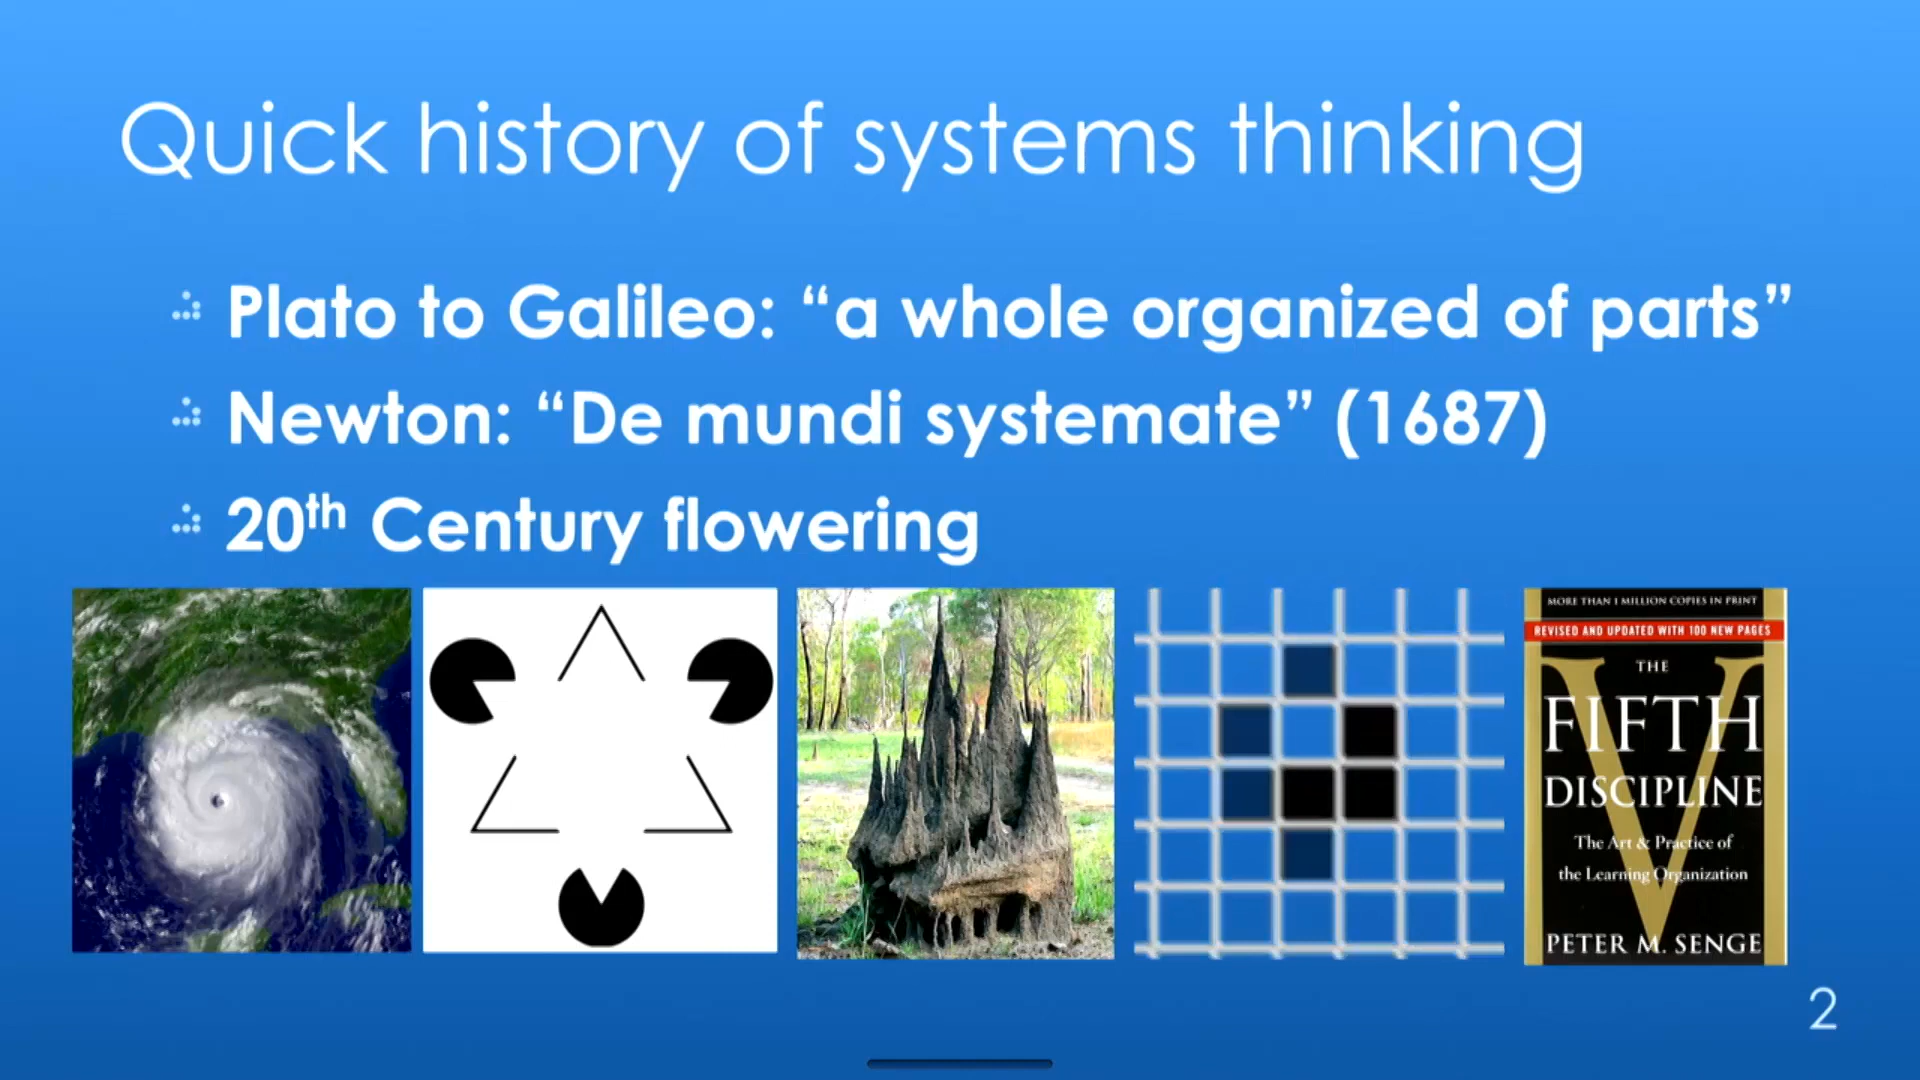 Quick history of systems thinking
Plato to Galileo: “a whole organized of parts”
Newton: “De mundi systemate” (1687)
20th Century flowering
MORE THAN 1 MILLION COPIES IN PRINT
REVISED AND UPDATED WITH 100 NEW PAGES
THE
FIFTH
DISCIPLINE
The Art & Practice of
the Learning Organization
PETER M. SENGE
2